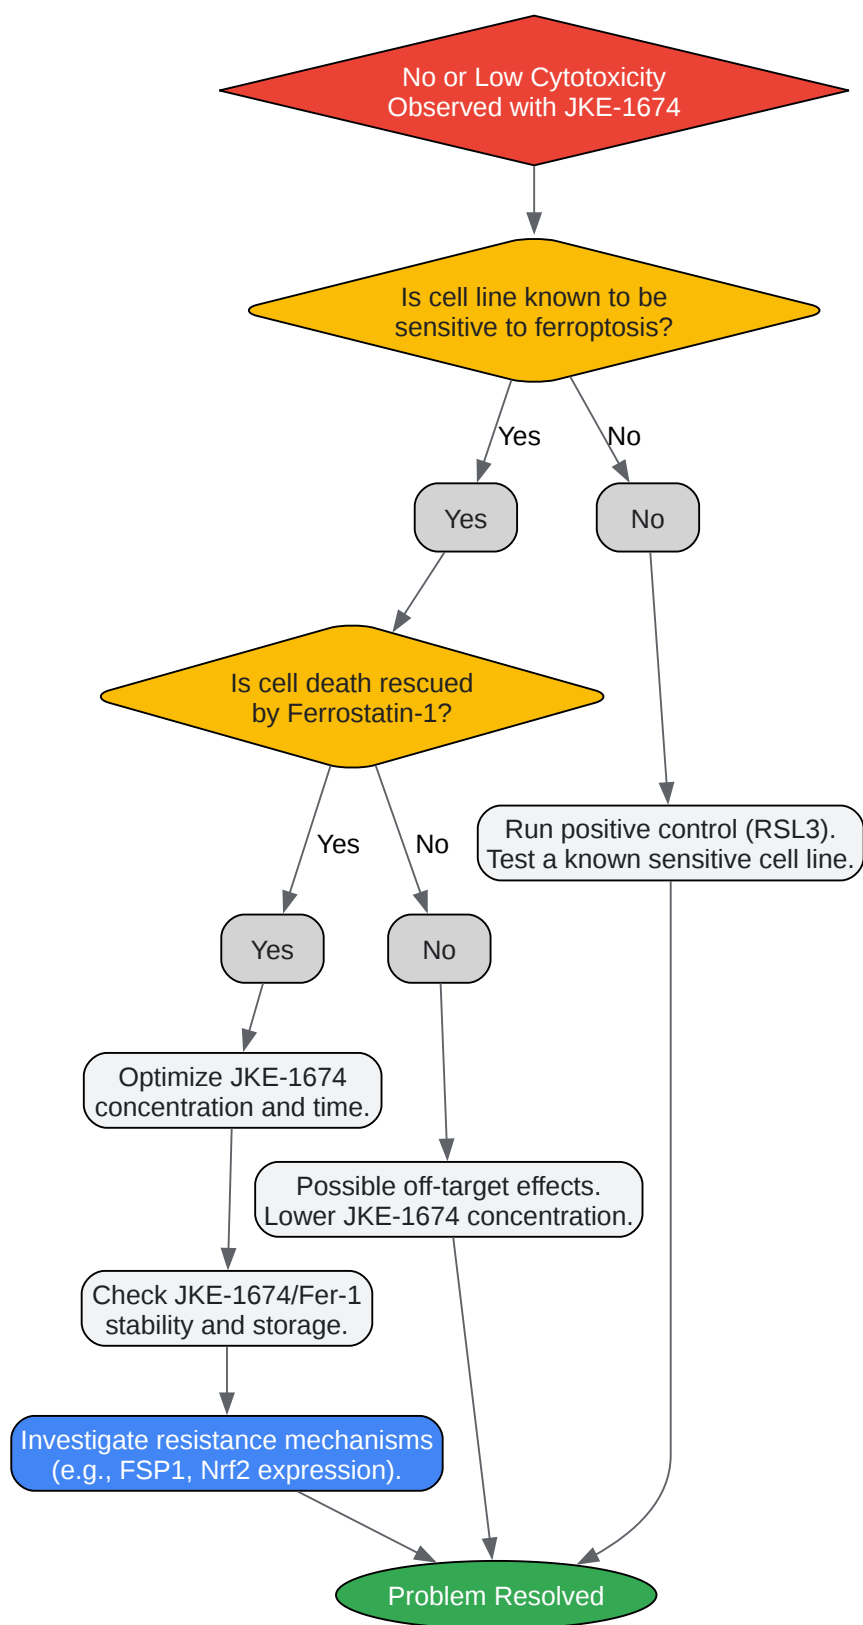 No or Low Cytotoxicity
Observed with JKE-1674
Is cell line known to be
sensitive to ferroptosis?
Yes
No
Yes
No
Is cell death rescued
by Ferrostatin-1?
Run positive control (RSL3).
Test a known sensitive cell line.
Yes
No
Yes
No
Optimize JKE-1674
concentration and time.
Possible off-target effects.
Lower JKE-1674 concentration.
Check JKE-1674/Fer-1
stability and storage.
Investigate resistance mechanisms
(e.g., FSP1, Nrf2 expression).
Problem Resolved